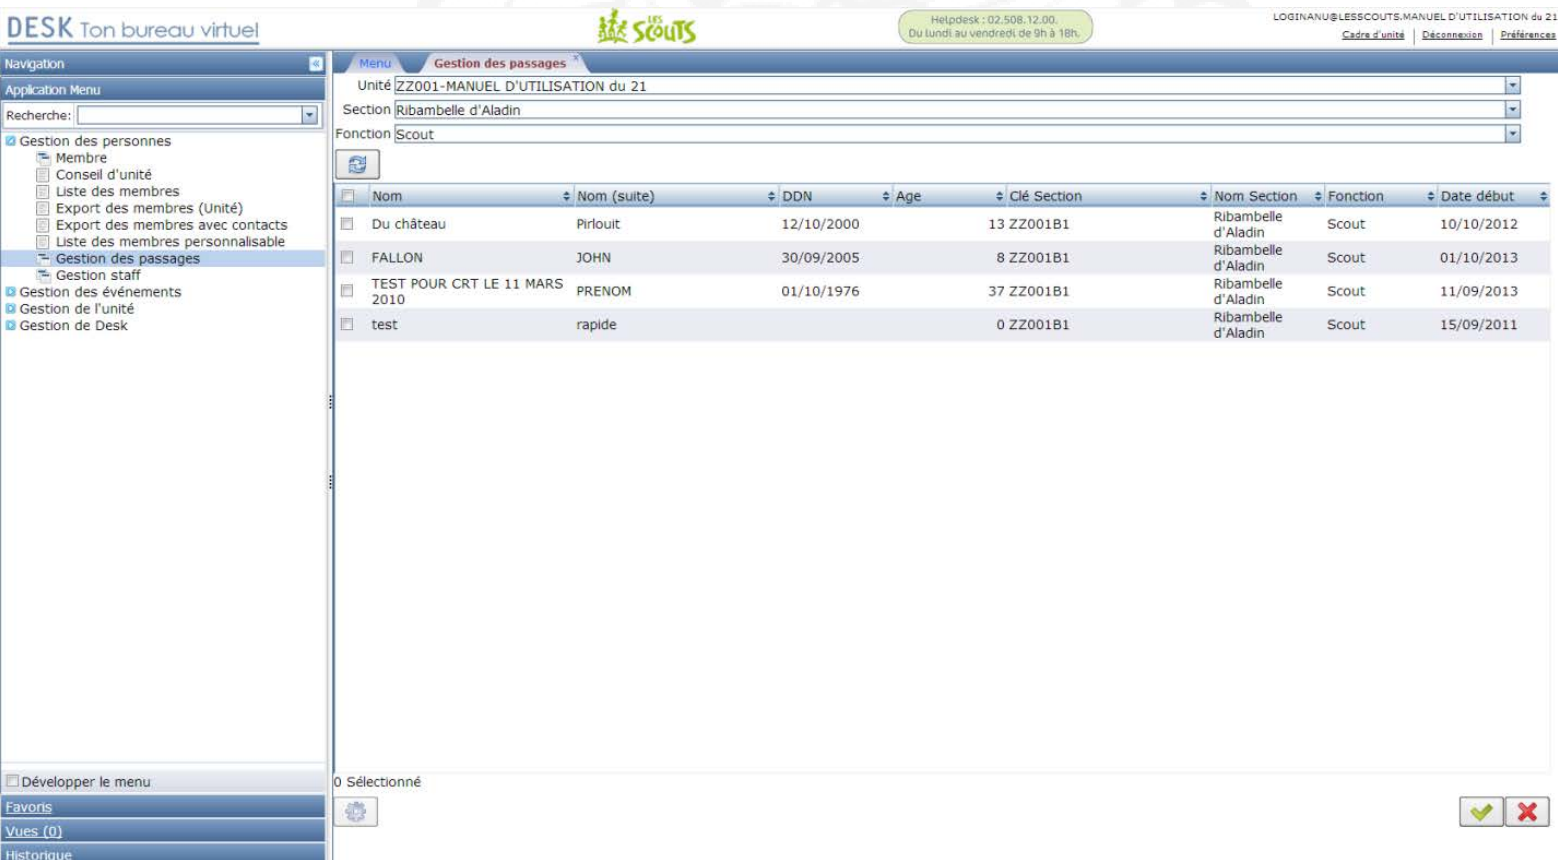 DESK Ton bureau virtuel
LES SCOUTS
Helpdesk : 02.508.12.00.
Du lundi au vendredi de 9h à 18h.
LOGINANU@LESSCOUTS.MANUEL D'UTILISATION du 21
Cadre d'unité | Déconnexion | Préférences
Navigation
Menu Gestion des passages
Application Menu
Recherche:
Gestion des personnes
Membre
Conseil d'unité
Liste des membres
Export des membres (Unité)
Export des membres avec contacts
Liste des membres personnalisable
Gestion des passages
Gestion staff
Gestion des événements
Gestion de l'unité
Gestion de Desk
Unité ZZ001-MANUEL D'UTILISATION du 21
Section Ribambelle d'Aladin
Fonction Scout
Nom Nom (suite) DDN Age Clé Section Nom Section Fonction Date début
Du château Pirlouit 12/10/2000 13 ZZ001B1 Ribambelle d'Aladin Scout 10/10/2012
FALLON JOHN 30/09/2005 8 ZZ001B1 Ribambelle d'Aladin Scout 01/10/2013
TEST POUR CRT LE 11 MARS 2010 PRENOM 01/10/1976 37 ZZ001B1 Ribambelle d'Aladin Scout 11/09/2013
test rapide 0 ZZ001B1 Ribambelle d'Aladin Scout 15/09/2011
0 Sélectionné
Développer le menu
Favoris
Vues (0)
Historique